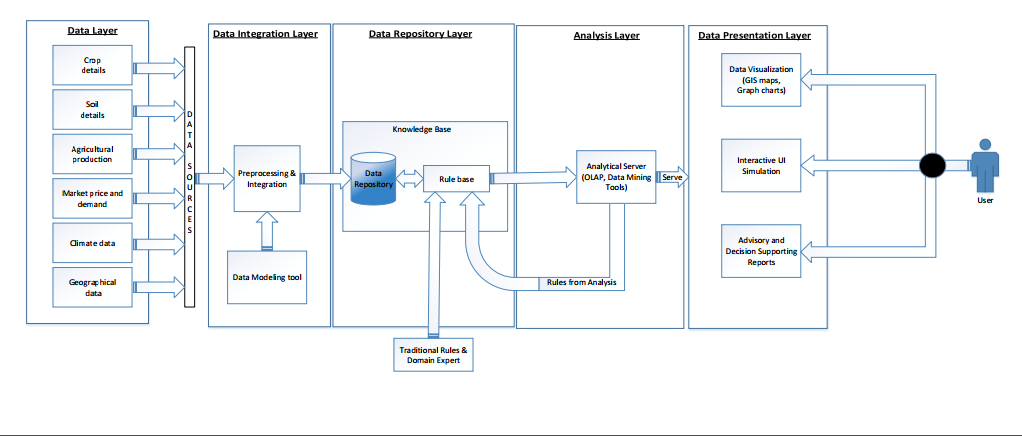 Data Layer
Crop
details
Soil
details
Agricultural
production
Market price and
demand
Climate data
Geographical
data
DATA SOURCES
Data Integration Layer
Preprocessing &
Integration
Data Modeling tool
Data Repository Layer
Knowledge Base
Data
Repository
Rule base
Traditional Rules &
Domain Expert
Analysis Layer
Analytical Server
(OLAP, Data Mining
Tools)
Serve
Rules from Analysis
Data Presentation Layer
Data Visualization
(GIS maps,
Graph charts)
Interactive UI
Simulation
Advisory and
Decision Supporting
Reports
User